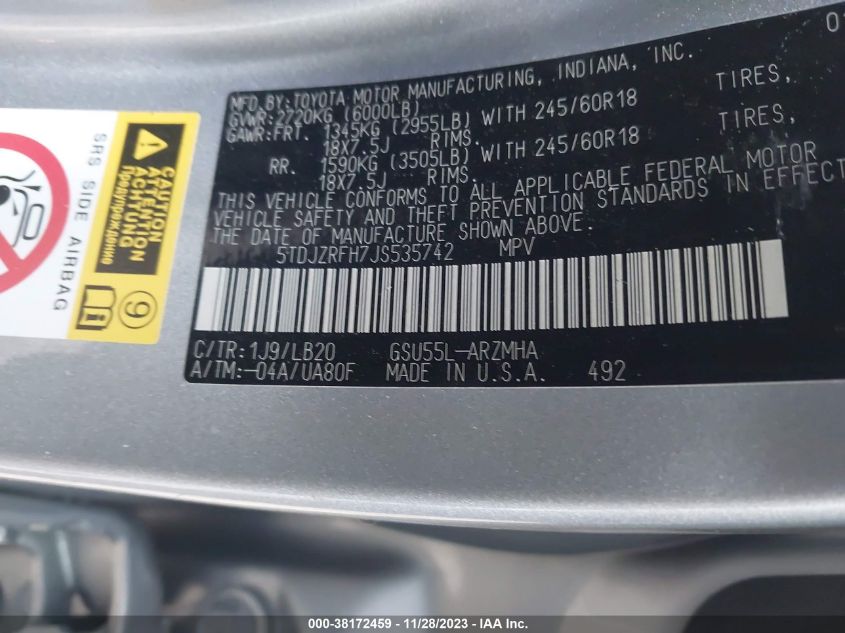 01
MFD.BY:TOYOTA MOTOR MANUFACTURING, INDIANA, INC.
GVWR:2720KG (6000LB)
GAWR:FRT. 1345KG (2955LB) WITH 245/60R18 TIRES,
18X7.5J RIMS.
RR. 1590KG (3505LB) WITH 245/60R18 TIRES,
18X7.5J RIMS.
THIS VEHICLE CONFORMS TO ALL APPLICABLE FEDERAL MOTOR
VEHICLE SAFETY AND THEFT PREVENTION STANDARDS IN EFFECT
THE DATE OF MANUFACTURE SHOWN ABOVE.
5TDJZRFH7JS535742 MPV
C/TR:1J9/LB20 GSU55L-ARZMHA
A/TM:-04A/UA80F MADE IN U.S.A. 492
SRS SIDE AIRBAG
CAUTION
ATTENTION
ACHTUNG
Предупреждение
9
000-38172459 - 11/28/2023 - IAA Inc.